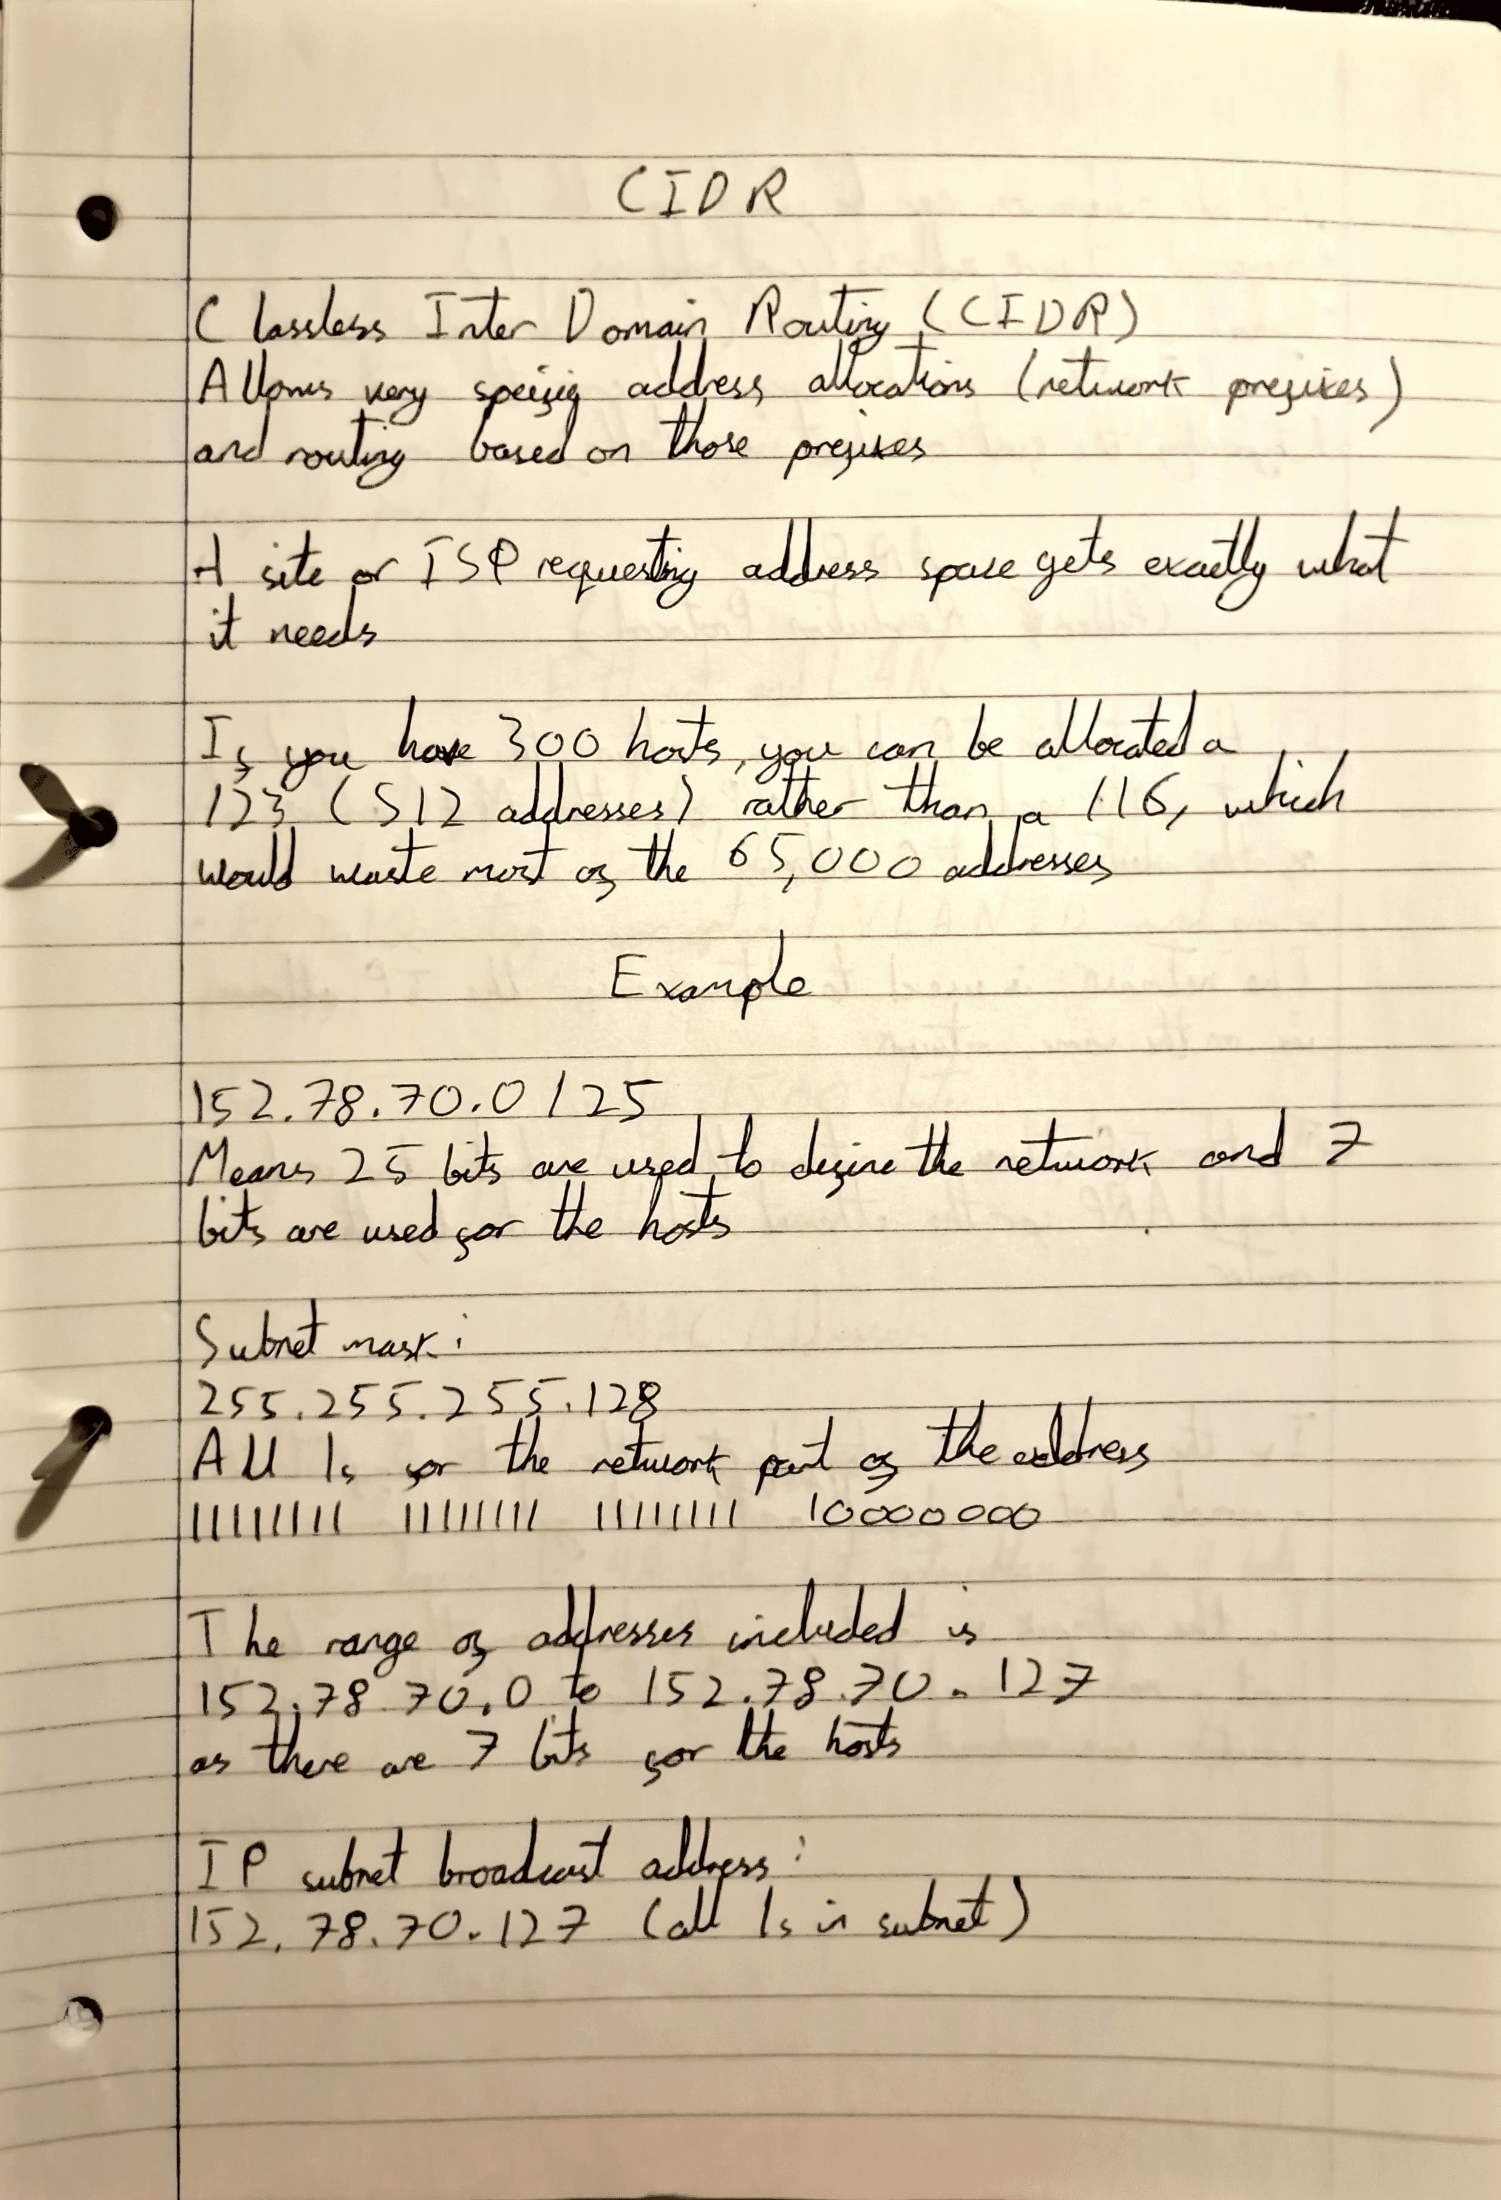 CIDR
Classless Inter Domain Routing (CIDR)
Allows very specific address allocations (network prefixes)
and routing based on those prefixes
A site or ISP requesting address space gets exactly what
it needs
If you have 300 hosts, you can be allocated a
/23 (512 addresses) rather than a /16, which
would waste most of the 65,000 addresses
Example
152.78.70.0/25
Means 25 bits are used to define the network and 7
bits are used for the hosts
Subnet mask:
255.255.255.128
All 1s for the network part of the address
11111111 11111111 11111111 10000000
The range of addresses included is
152.78.70.0 to 152.78.70.127
as there are 7 bits for the hosts
IP subnet broadcast address:
152.78.70.127 (all 1s in subnet)